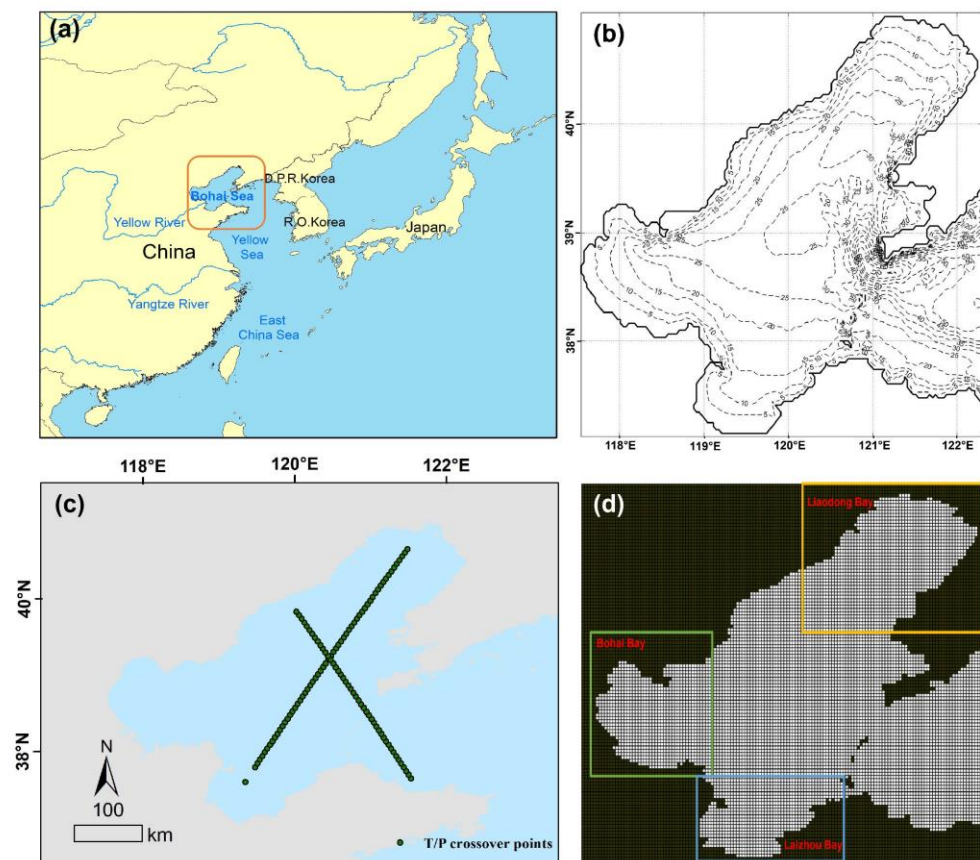 (a)
D.P.R.Korea
Bohai Sea
Yellow River
R.O.Korea
China
Yellow
Sea
Japan
Yangtze River
East
China Sea
(b)
40°N
39°N
38°N
118°E 119°E 120°E 121°E 122°E
118°E 120°E 122°E
(c)
40°N
38°N
N
100
km
T/P crossover points
(d)
Liaodong Bay
Bohai Bay
Laizhou Bay